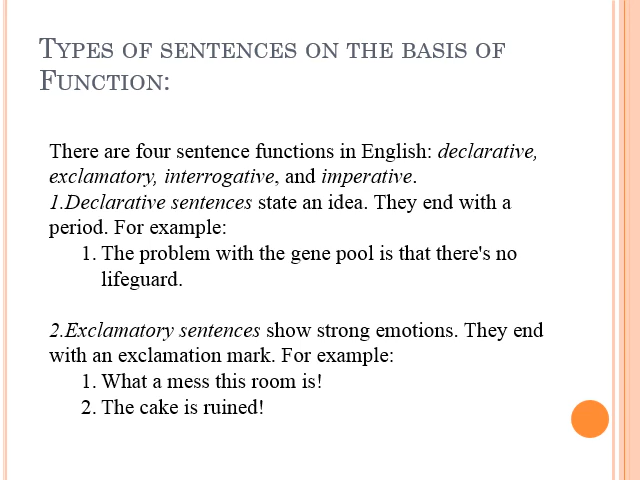 Types of sentences on the basis of
Function:
There are four sentence functions in English: declarative,
exclamatory, interrogative, and imperative.
1.Declarative sentences state an idea. They end with a
period. For example:
1. The problem with the gene pool is that there's no
lifeguard.
2.Exclamatory sentences show strong emotions. They end
with an exclamation mark. For example:
1. What a mess this room is!
2. The cake is ruined!